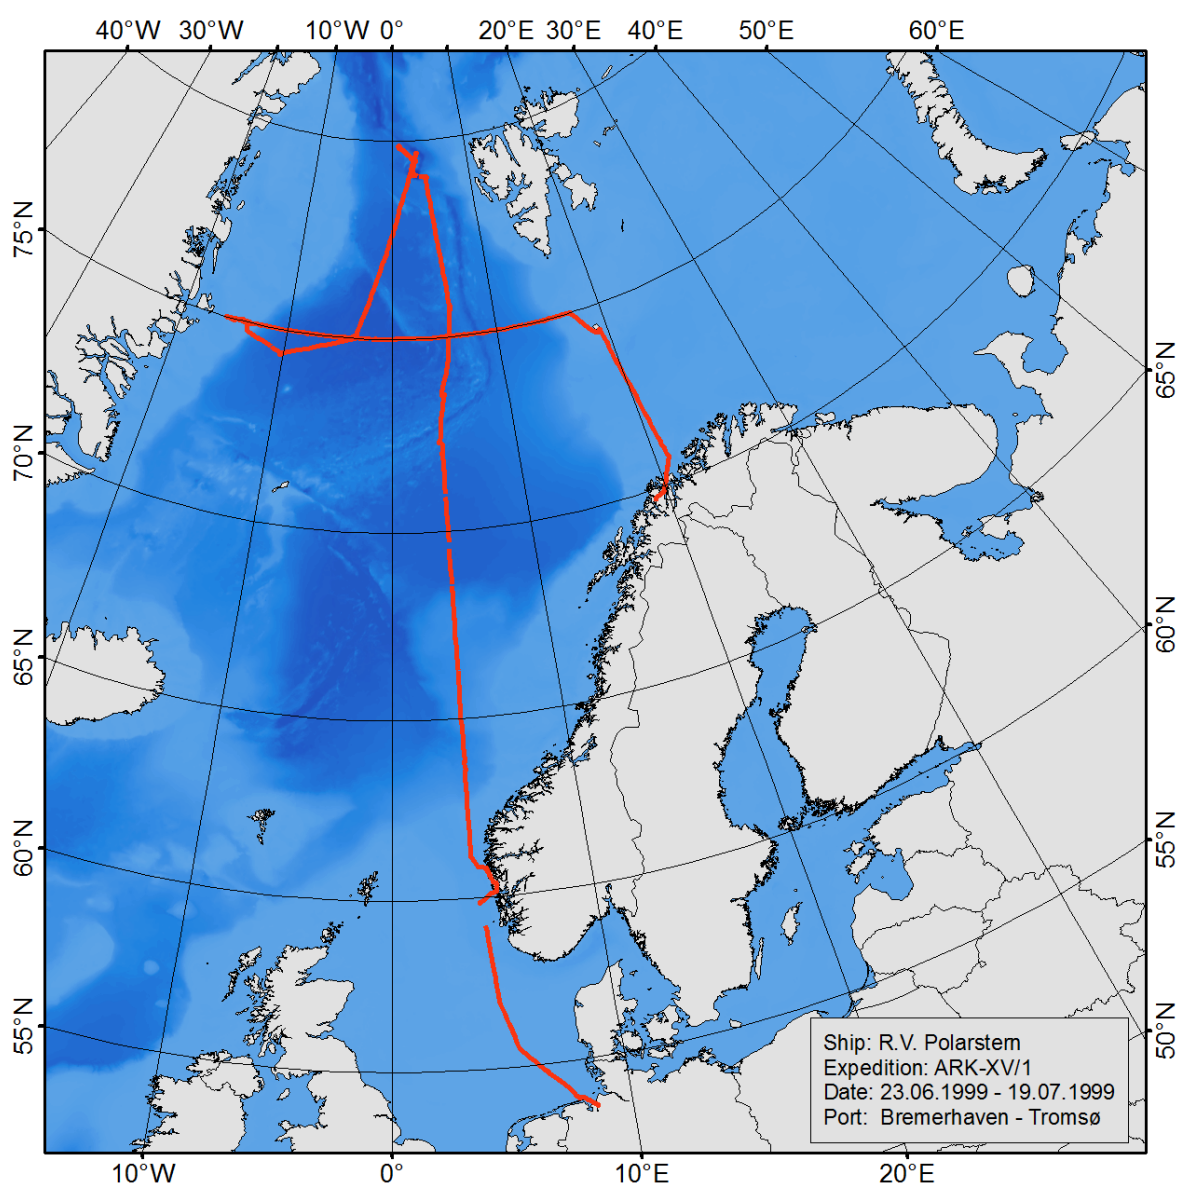 40°W 30°W 10°W 0° 20°E 30°E 40°E 50°E 60°E
75°N
70°N
65°N
60°N
55°N
65°N
60°N
55°N
50°N
Ship: R.V. Polarstern
Expedition: ARK-XV/1
Date: 23.06.1999 - 19.07.1999
Port: Bremerhaven - Tromsø
10°W 0° 10°E 20°E